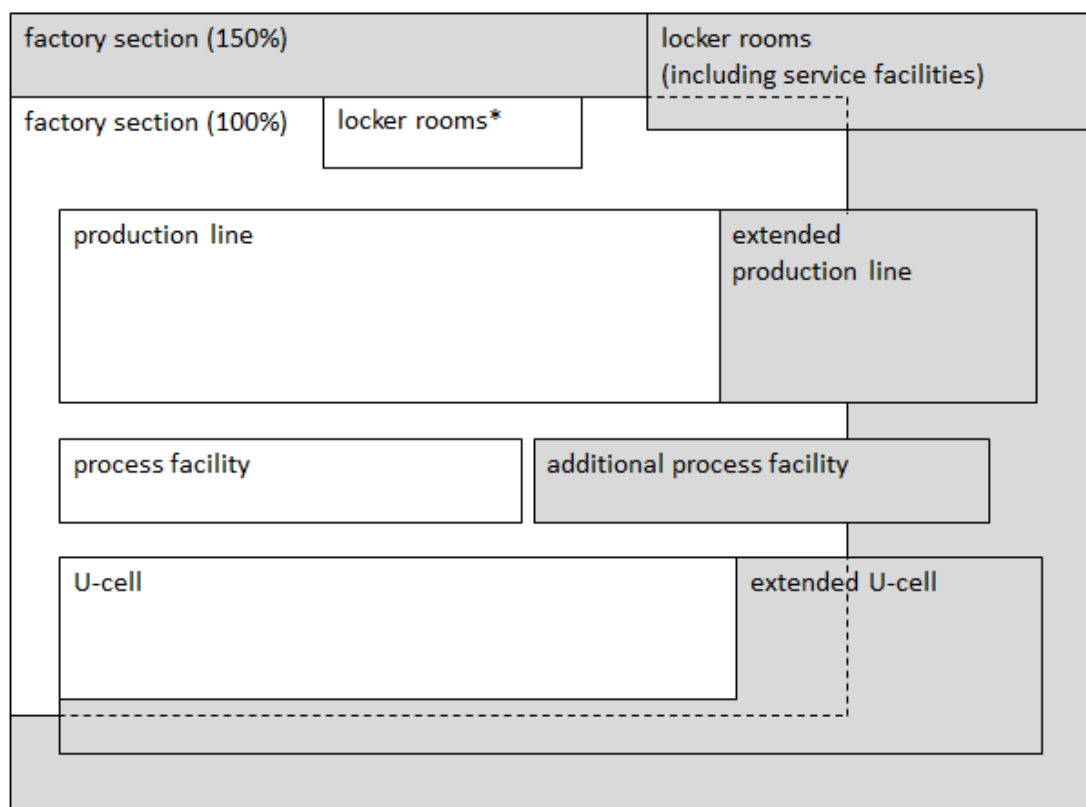 factory section (150%)
locker rooms
(including service facilities)
factory section (100%)
locker rooms*
production line
extended
production line
process facility
additional process facility
U-cell
extended U-cell